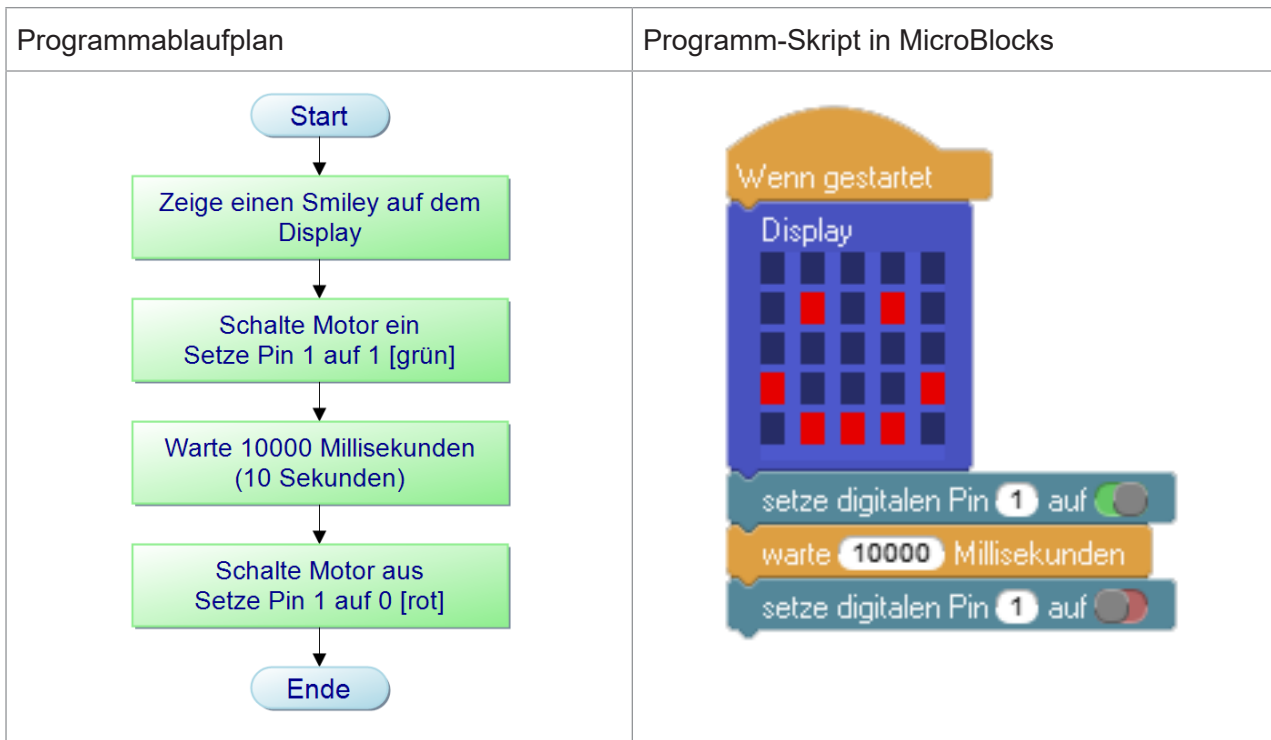 Programmablaufplan
Programm-Skript in MicroBlocks
Start
Zeige einen Smiley auf dem
Display
Schalte Motor ein
Setze Pin 1 auf 1 [grün]
Warte 10000 Millisekunden
(10 Sekunden)
Schalte Motor aus
Setze Pin 1 auf 0 [rot]
Ende
Wenn gestartet
Display
setze digitalen Pin 1 auf
warte 10000 Millisekunden
setze digitalen Pin 1 auf